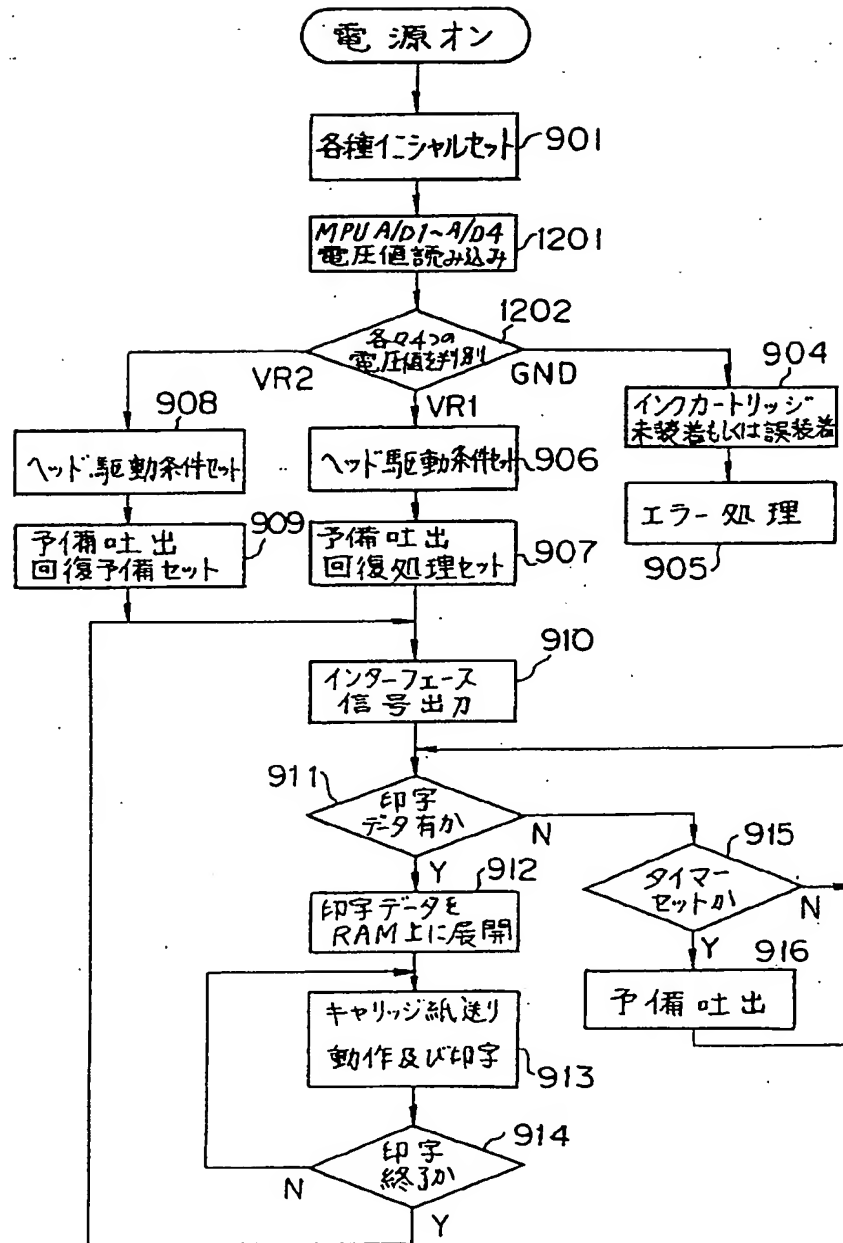 電源オン
各種イニシャルセット
901
MPU A/D1~A/D4
電圧値読み込み
1201
1202
各々4つの
電圧値を判別
VR2
VR1
GND
904
インクカートリッジ
未装着もしくは誤装着
908
ヘッド駆動条件セット
ヘッド駆動条件セット
906
エラー処理
905
予備吐出
回復予備セット
909
予備吐出
回復処理セット
907
910
インターフェース
信号出力
911
印字
データ有か
N
Y
915
タイマー
セットか
N
Y
912
印字データを
RAM上に展開
916
予備吐出
キャリッジ紙送り
動作及び印字
913
914
印字
終了か
N
Y